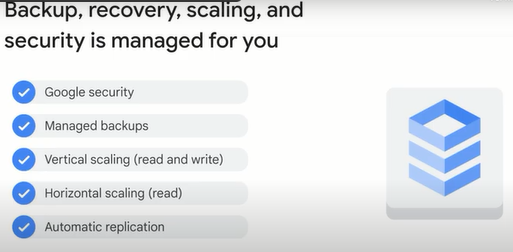 Backup, recovery, scaling, and
security is managed for you
Google security
Managed backups
Vertical scaling (read and write)
Horizontal scaling (read)
Automatic replication